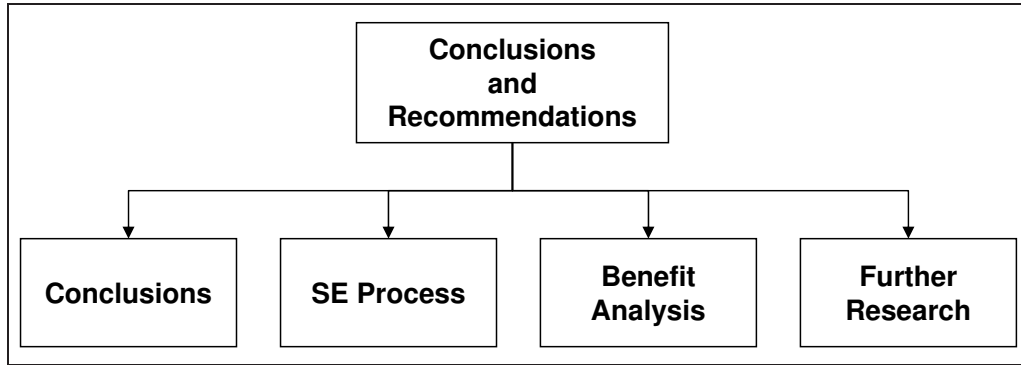 Conclusions
and
Recommendations
Conclusions
SE Process
Benefit
Analysis
Further
Research